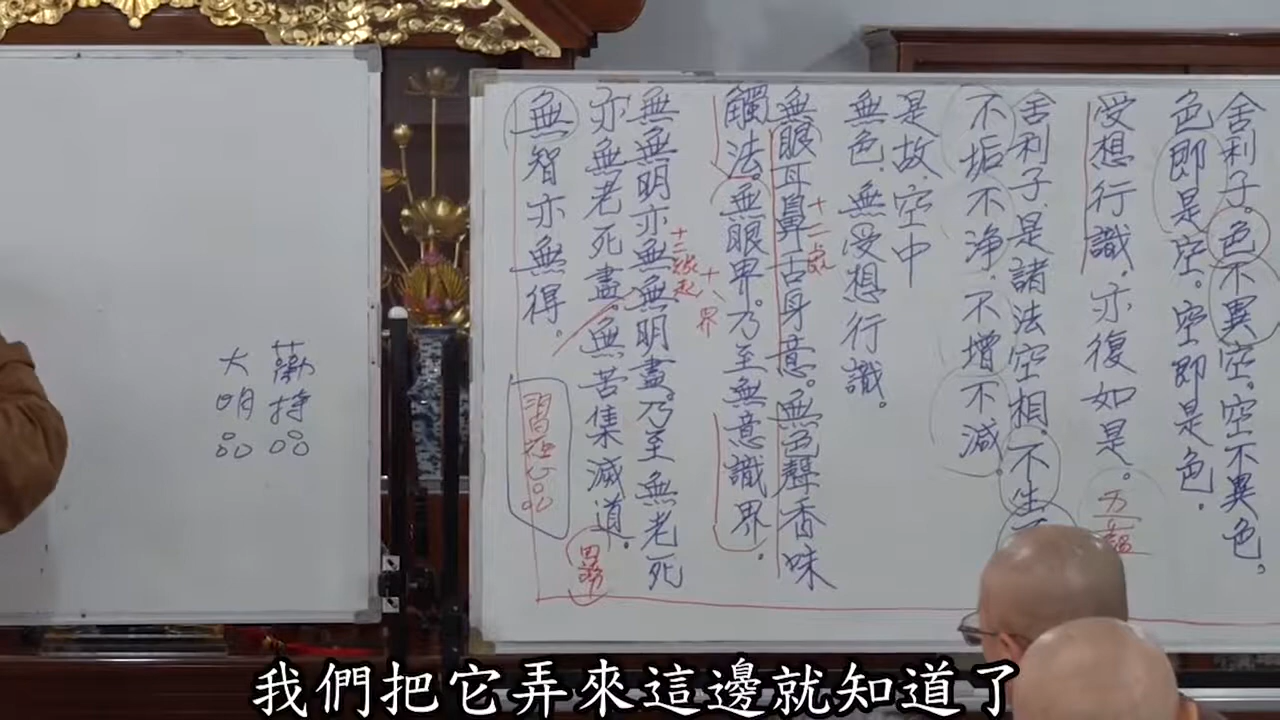 舍利子。色不異空。空不異色，
色即是空。空即是色。
受想行識，亦復如是。
五蘊
舍利子，是諸法空相，不生
不垢不淨，不增不減。
是故，空中
無色，無受想行識。
無眼耳鼻舌身意。無色聲香味
十二處
觸法。無眼界。乃至無意識界。
十八界
無無明亦無無明盡。乃至無老死
十二緣起
亦無老死盡。無苦集滅道。
四諦
無智亦無得。
習應品
勸持品
大明品
我們把它弄來這邊就知道了